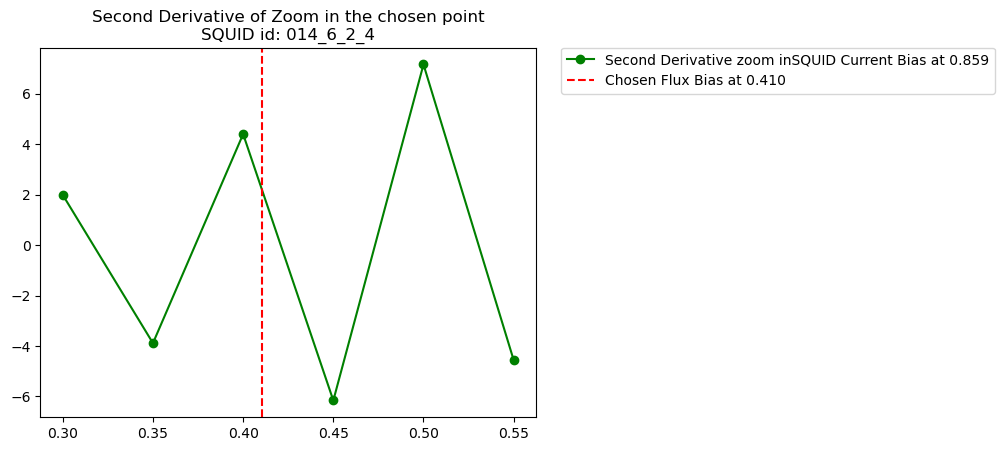 Second Derivative of Zoom in the chosen point
SQUID id: 014_6_2_4
Second Derivative zoom inSQUID Current Bias at 0.859
Chosen Flux Bias at 0.410
6
4
2
0
−2
−4
−6
0.30 0.35 0.40 0.45 0.50 0.55